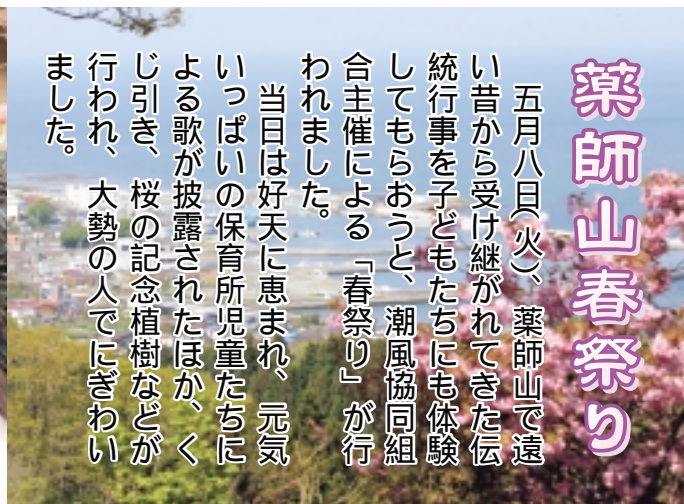 薬師山春祭り
　五月八日(火)、薬師山で遠
い昔から受け継がれてきた伝
統行事を子どもたちにも体験
してもらおうと、潮風協同組
合主催による「春祭り」が行
われました。
　当日は好天に恵まれ、元気
いっぱいの保育所児童たちに
よる歌が披露されたほか、く
じ引き、桜の記念植樹などが
行われ、大勢の人でにぎわい
ました。